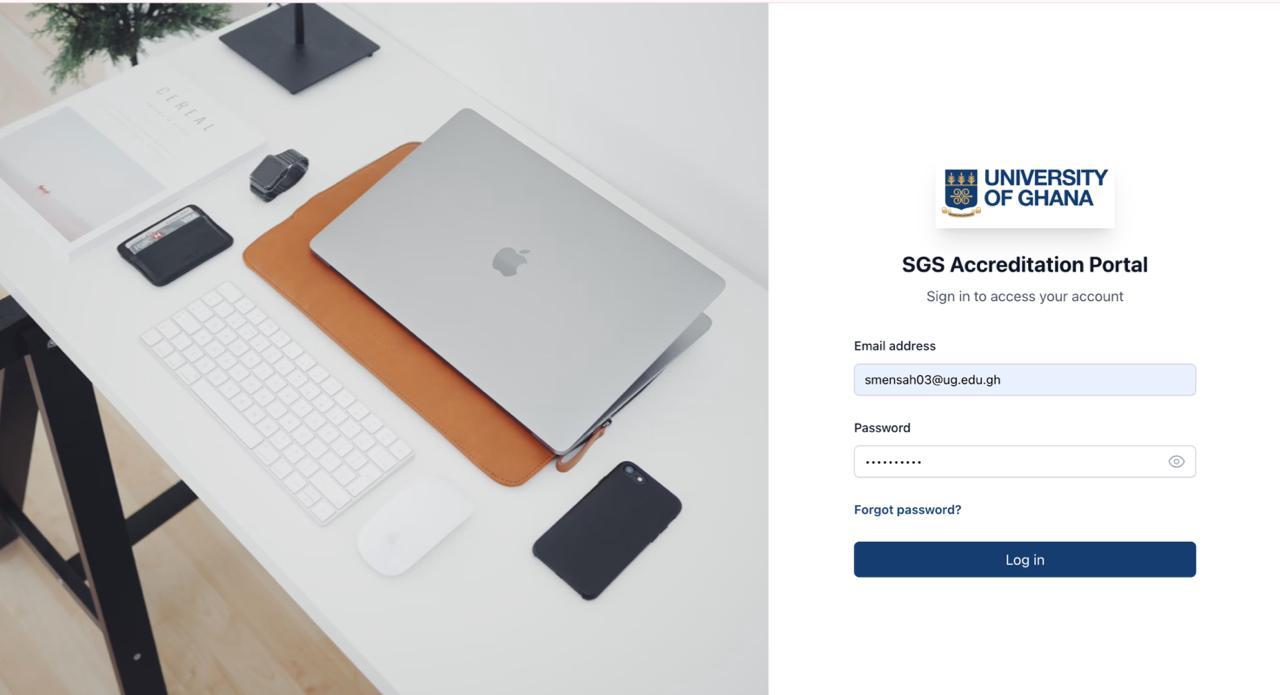 CEREAL
UNIVERSITY
OF GHANA
SGS Accreditation Portal
Sign in to access your account
Email address
smensah03@ug.edu.gh
Password
••••••••••
Forgot password?
Log in